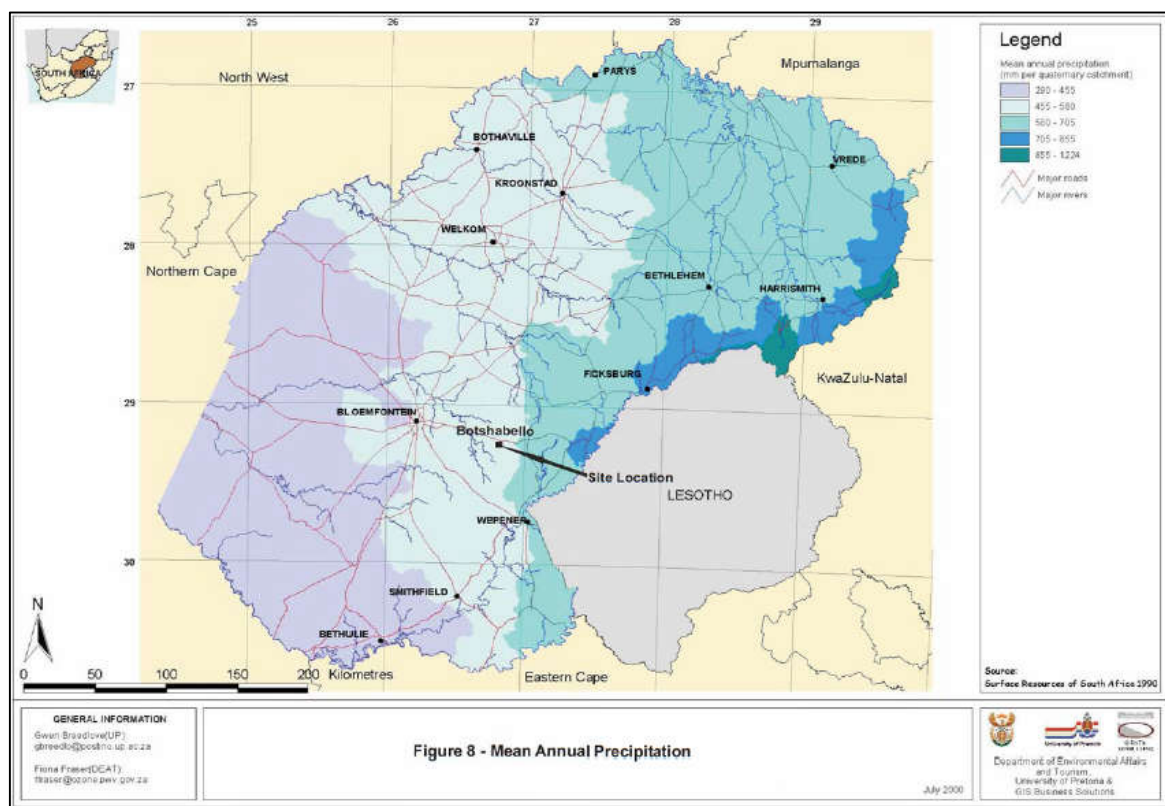 25
26
27
28
29
SOUTH AFRICA
North West
Mpumalanga
PARYS
27
BOTHAVILLE
VREDE
KROONSTAD
WELKOM
28
Northern Cape
BETHLEHEM
HARRISMITH
KwaZulu-Natal
FICKSBURG
29
BLOEMFONTEIN
Botshabello
Site Location
LESOTHO
WEPENER
30
SMITHFIELD
BETHULIE
N
0 50 100 200
Kilometres
Eastern Cape
Legend
Mean annual precipitation
(mm per quaternary catchment)
290 - 455
455 - 580
580 - 705
705 - 855
855 - 1224
Major roads
Major rivers
Source:
Surface Resources of South Africa 1990
GENERAL INFORMATION
Gwen Breedlove(UP)
gbreedlo@postino.up.ac.za
Fiona Fraser(DEAT)
ffraser@ozone.pwv.gov.za
Figure 8 - Mean Annual Precipitation
July 2000
University of Pretoria
Department of Environmental Affairs
and Tourism,
University of Pretoria &
GIS Business Solutions